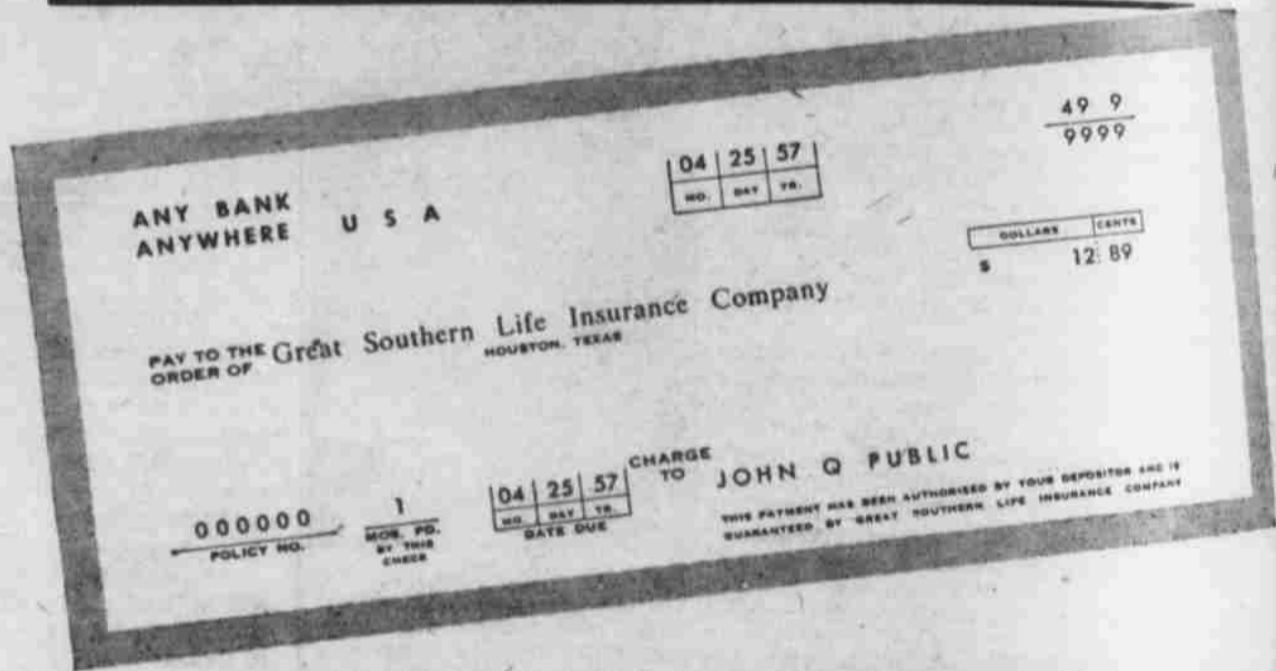 49 9
9999
04 | 25 | 57
MO. DAY YR.
ANY BANK
ANYWHERE U S A
DOLLARS CENTS
$ 12 89
PAY TO THE
ORDER OF Great Southern Life Insurance Company
HOUSTON, TEXAS
000000
POLICY NO.
1
MOS. PD.
BY THIS
CHECK
04 | 25 | 57
MO. DAY YR.
DATE DUE
CHARGE
TO JOHN Q PUBLIC
THIS PAYMENT HAS BEEN AUTHORISED BY YOUR DEPOSITOR AND IS
GUARANTEED BY GREAT SOUTHERN LIFE INSURANCE COMPANY